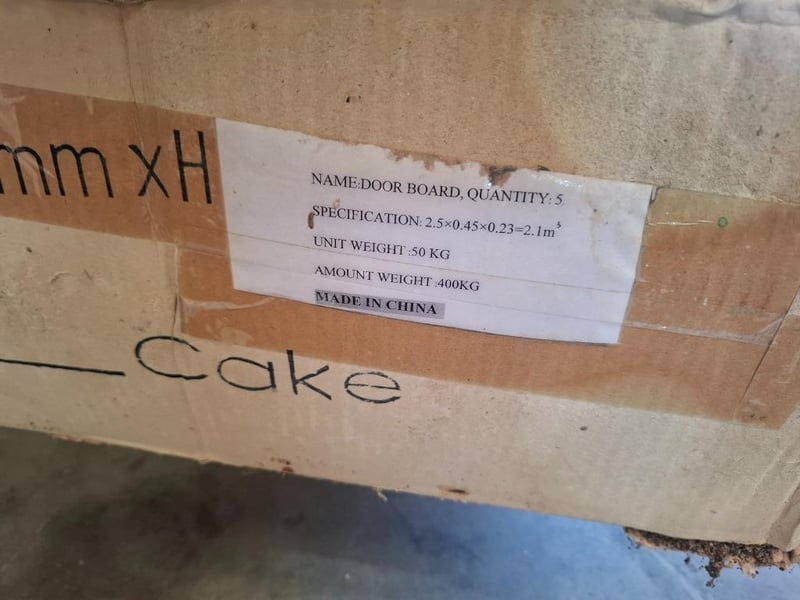 mm xH
NAME:DOOR BOARD, QUANTITY: 5
SPECIFICATION: 2.5×0.45×0.23=2.1m³
UNIT WEIGHT :50 KG
AMOUNT WEIGHT :400KG
MADE IN CHINA
Cake